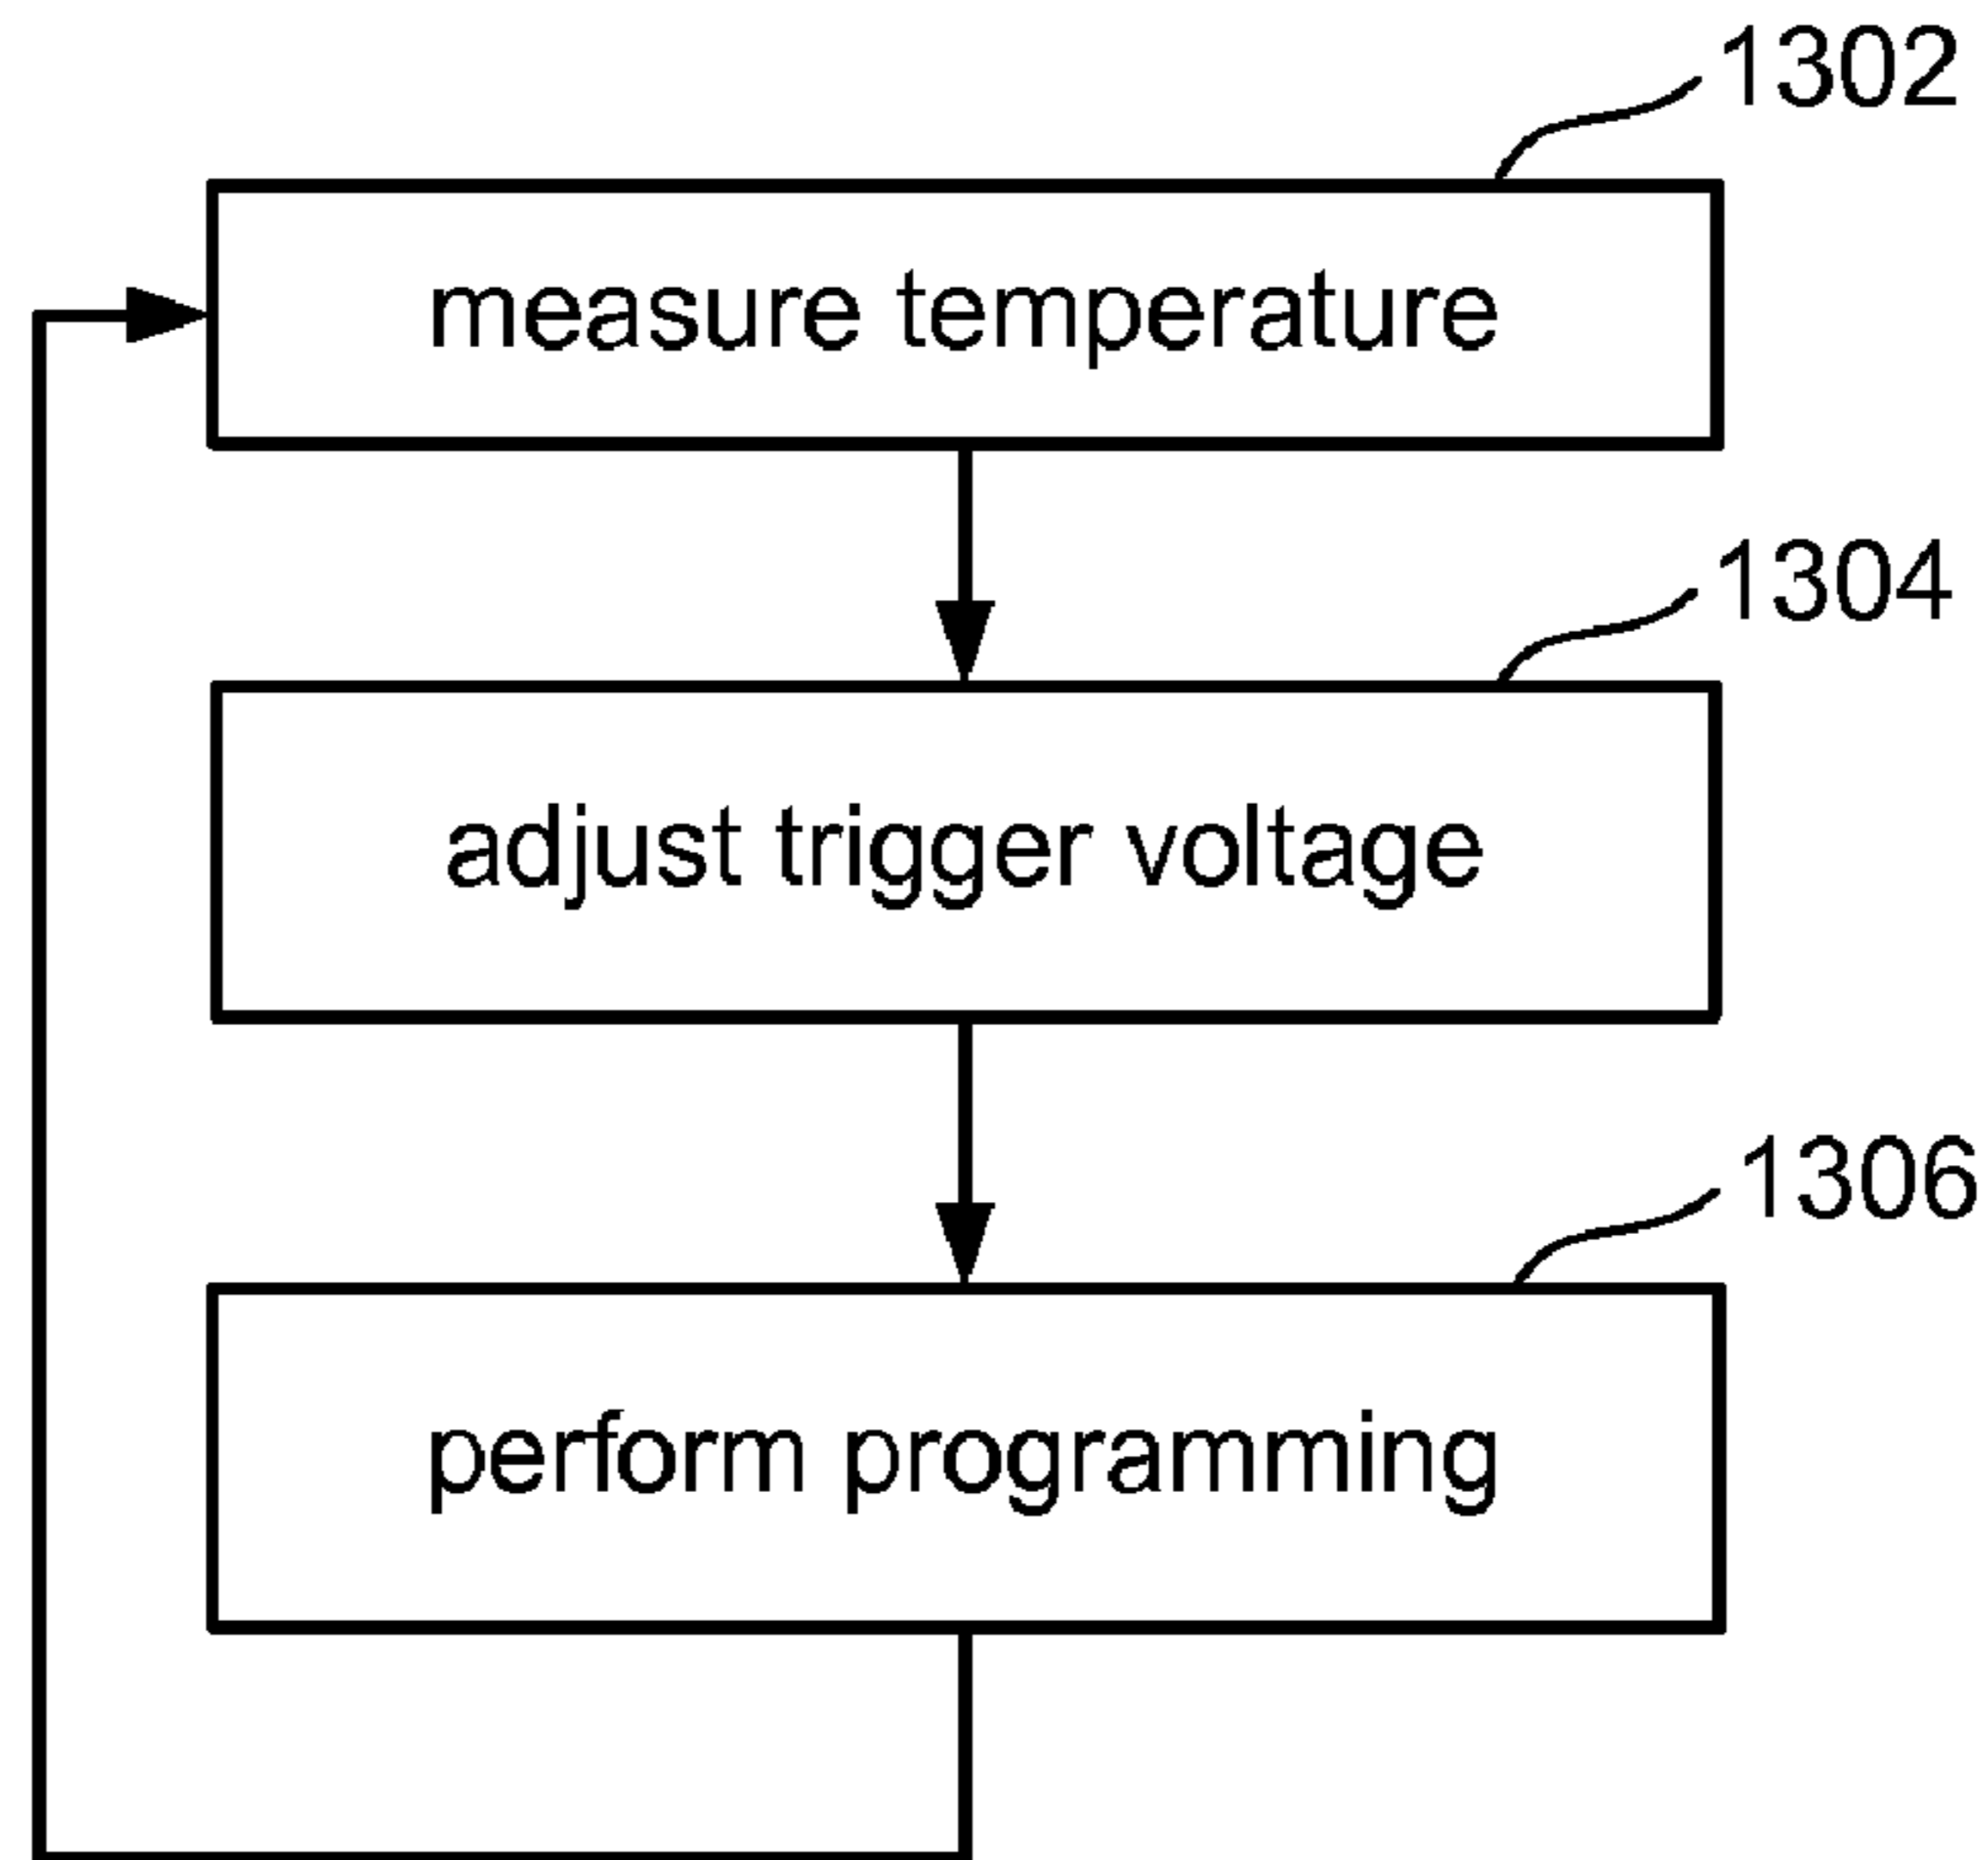 1302
measure temperature
1304
adjust trigger voltage
1306
perform programming